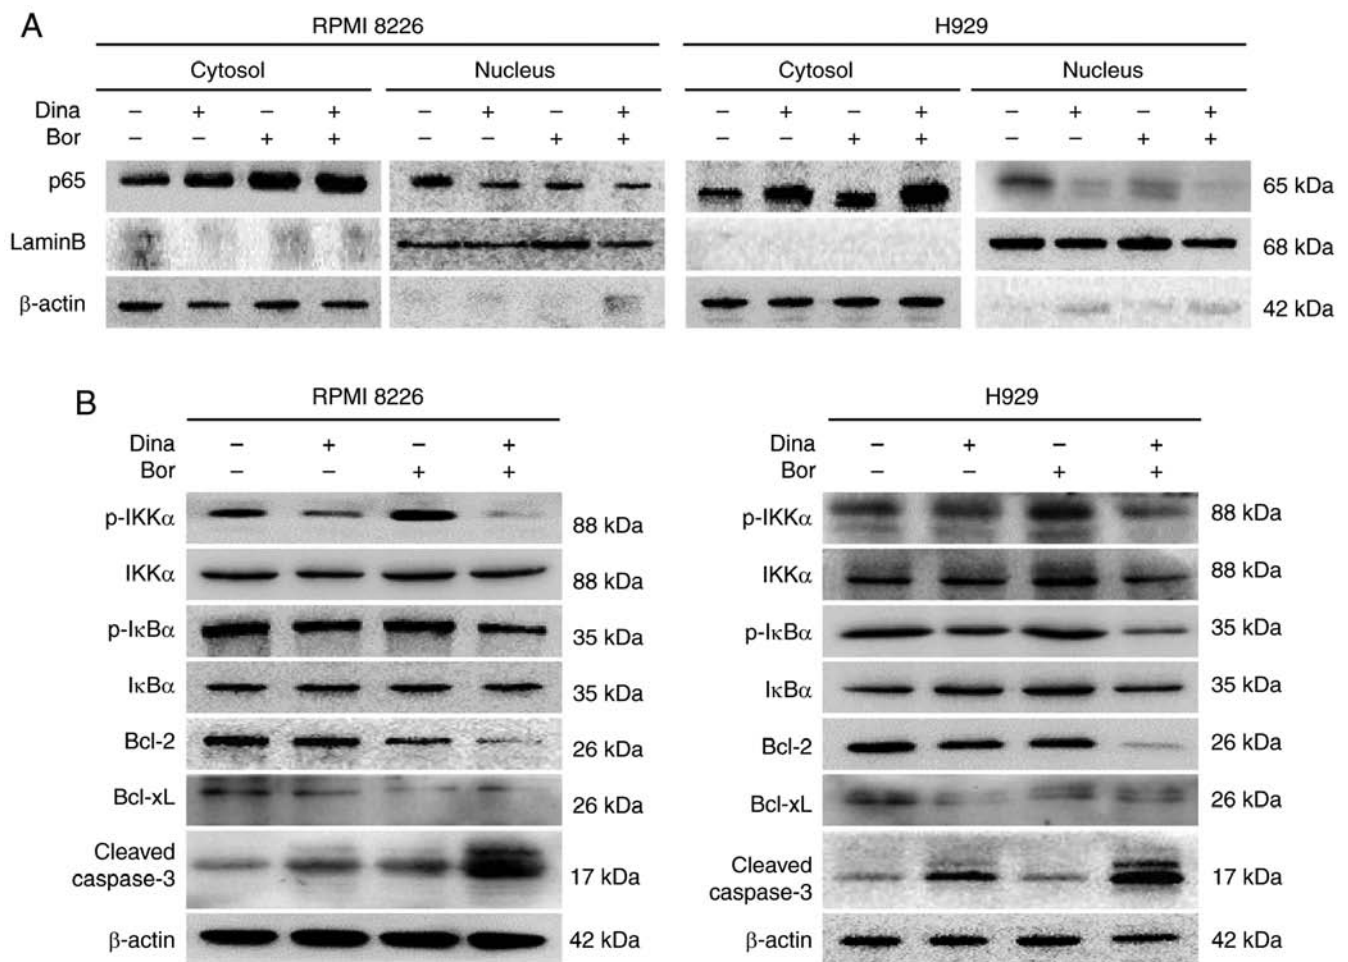 A
RPMI 8226 H929
Cytosol Nucleus Cytosol Nucleus
Dina − + − + − + − + − + − + − + − +
Bor − − + + − − + + − − + + − − + +
p65 65 kDa
LaminB 68 kDa
β-actin 42 kDa
B
RPMI 8226
Dina − + − +
Bor − − + +
p-IKKα 88 kDa
IKKα 88 kDa
p-IκBα 35 kDa
IκBα 35 kDa
Bcl-2 26 kDa
Bcl-xL 26 kDa
Cleaved
caspase-3 17 kDa
β-actin 42 kDa
H929
Dina − + − +
Bor − − + +
p-IKKα 88 kDa
IKKα 88 kDa
p-IκBα 35 kDa
IκBα 35 kDa
Bcl-2 26 kDa
Bcl-xL 26 kDa
Cleaved
caspase-3 17 kDa
β-actin 42 kDa